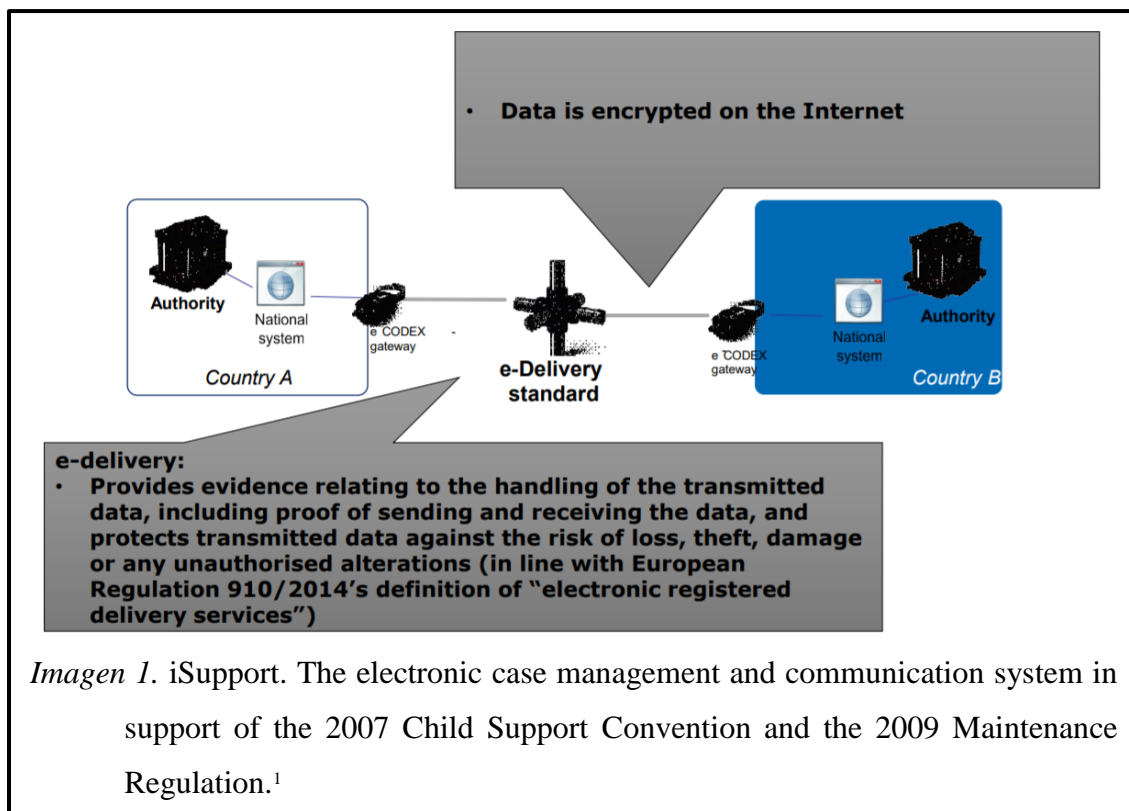 • Data is encrypted on the Internet
Authority
National
system
e CODEX -
gateway
Country A
e-Delivery
standard
e CODEX
gateway
National
system
Authority
Country B
e-delivery:
• Provides evidence relating to the handling of the transmitted
data, including proof of sending and receiving the data, and
protects transmitted data against the risk of loss, theft, damage
or any unauthorised alterations (in line with European
Regulation 910/2014’s definition of “electronic registered
delivery services”)
Imagen 1. iSupport. The electronic case management and communication system in
support of the 2007 Child Support Convention and the 2009 Maintenance
Regulation.¹